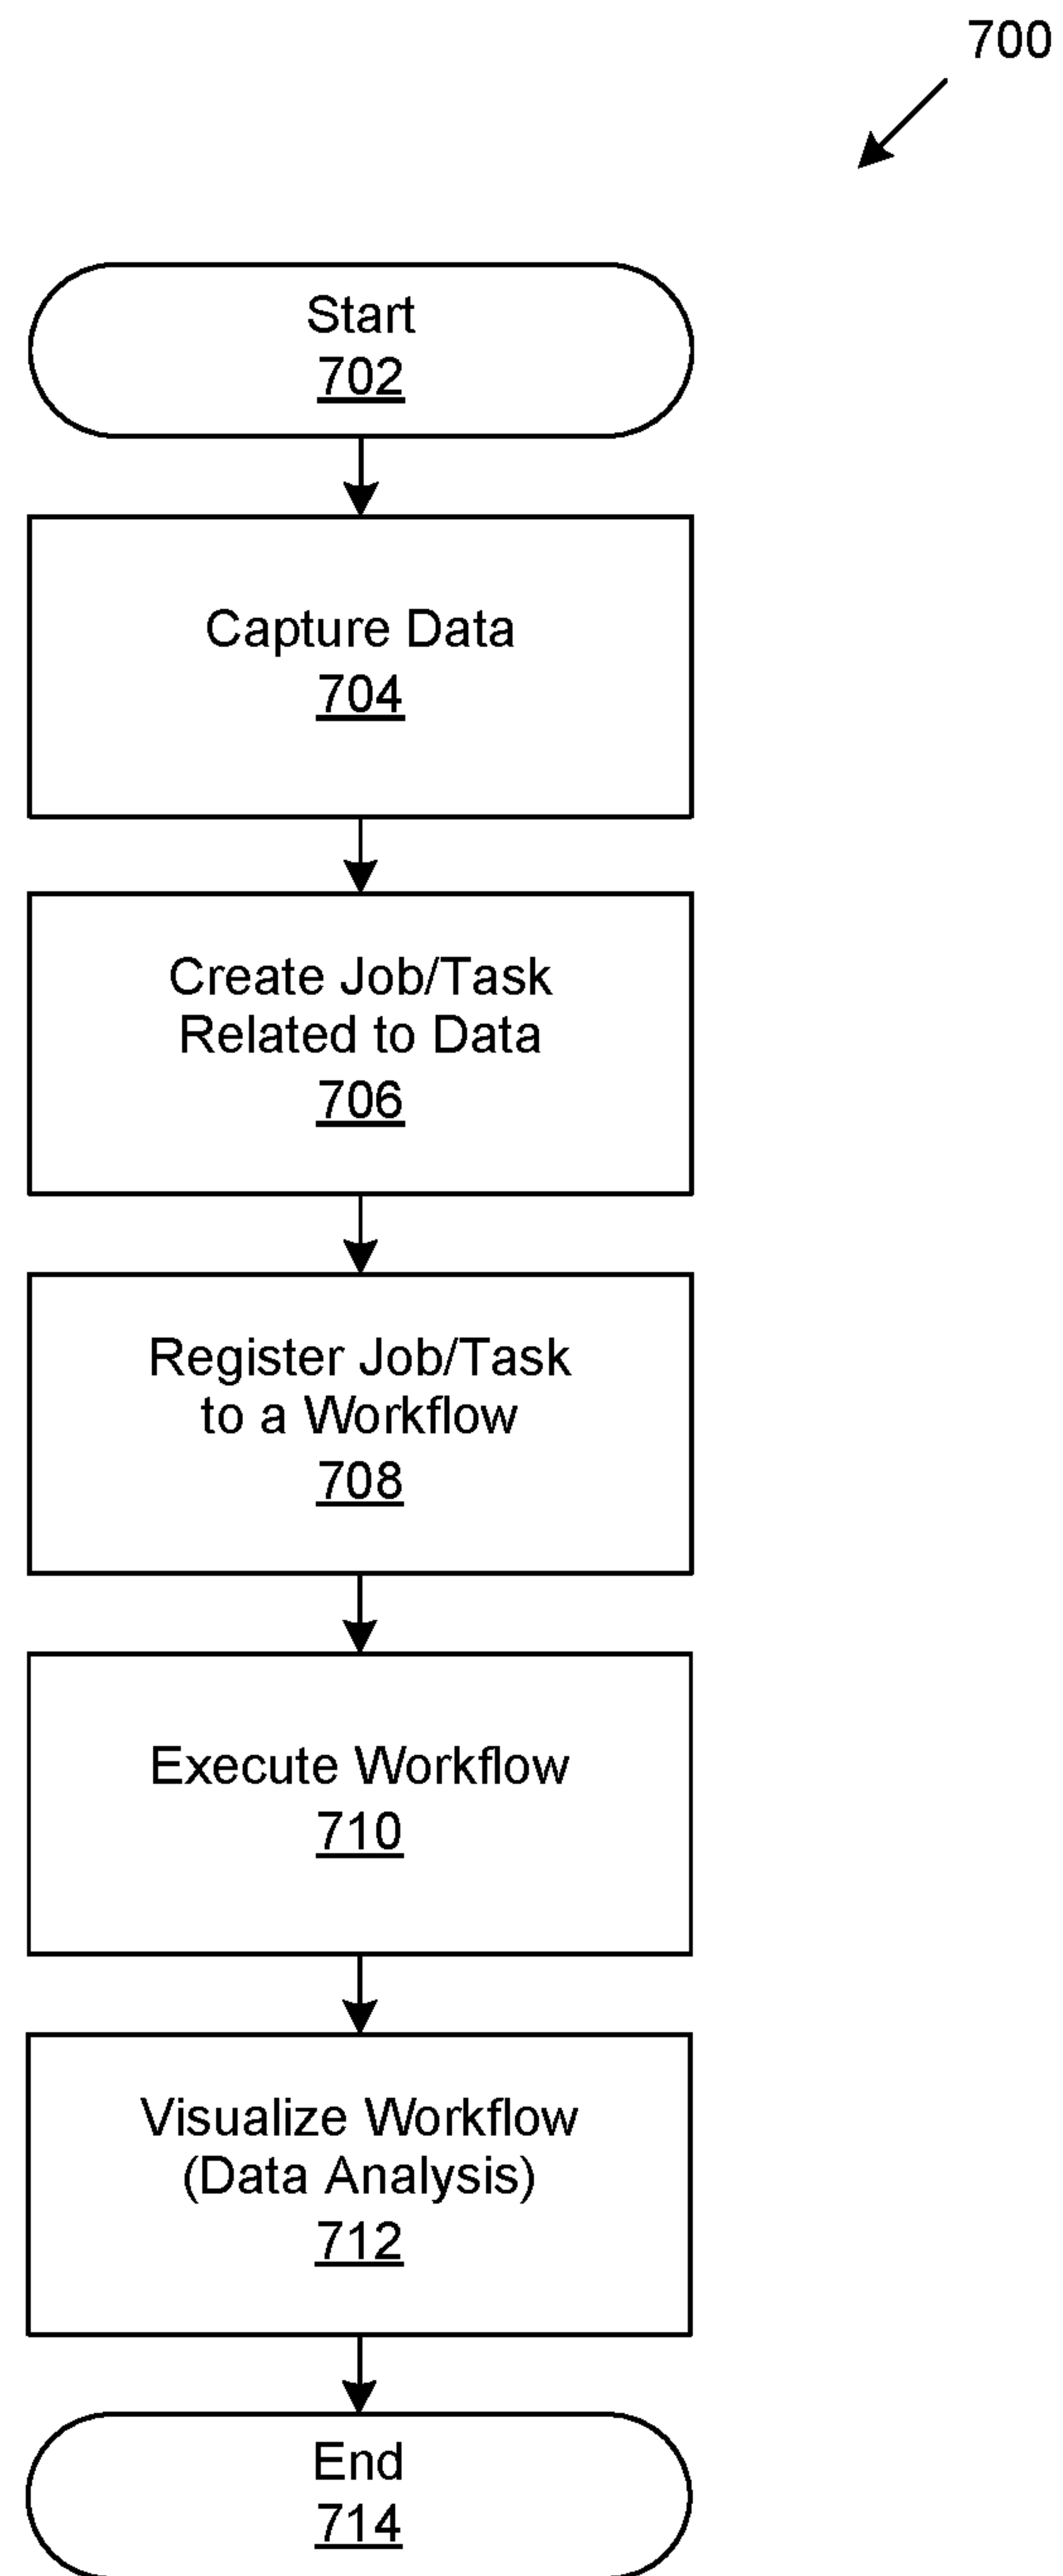 700
Start
702
Capture Data
704
Create Job/Task
Related to Data
706
Register Job/Task
to a Workflow
708
Execute Workflow
710
Visualize Workflow
(Data Analysis)
712
End
714